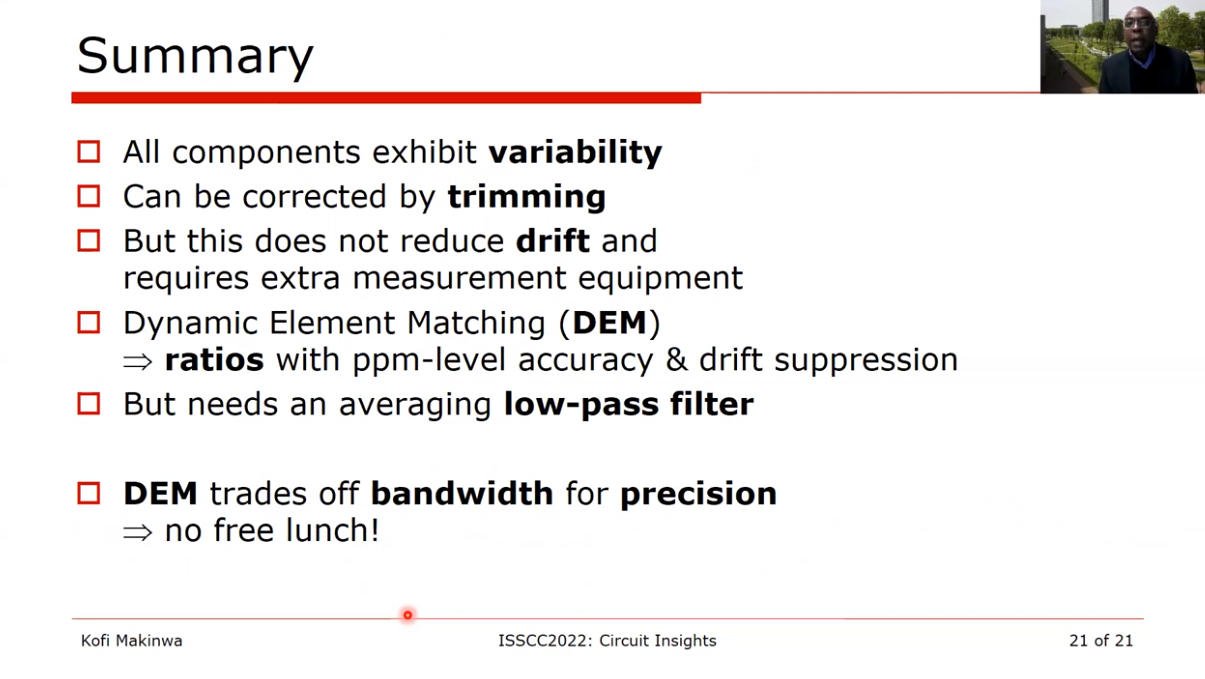 Summary
All components exhibit variability
Can be corrected by trimming
But this does not reduce drift and
requires extra measurement equipment
Dynamic Element Matching (DEM)
⇒ ratios with ppm-level accuracy & drift suppression
But needs an averaging low-pass filter
DEM trades off bandwidth for precision
⇒ no free lunch!
Kofi Makinwa ISSCC2022: Circuit Insights 21 of 21